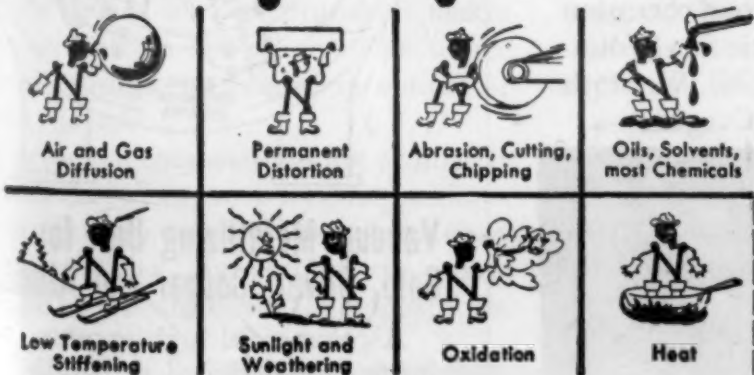 Air and Gas
Diffusion
Permanent
Distortion
Abrasion, Cutting,
Chipping
Oils, Solvents,
most Chemicals
Low Temperature
Stiffening
Sunlight and
Weathering
Oxidation
Heat